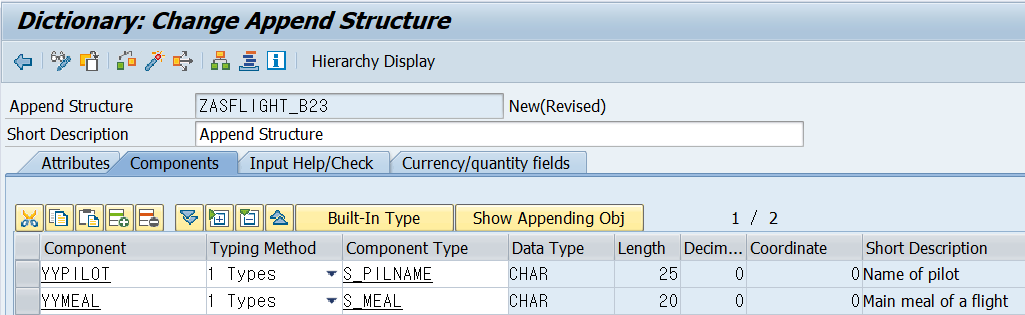 Dictionary: Change Append Structure
Hierarchy Display
Append Structure ZASFLIGHT_B23 New(Revised)
Short Description Append Structure
Attributes Components Input Help/Check Currency/quantity fields
Built-In Type Show Appending Obj 1 / 2
Component Typing Method Component Type Data Type Length Decim... Coordinate Short Description
YYPILOT 1 Types S_PILNAME CHAR 25 0 0 Name of pilot
YYMEAL 1 Types S_MEAL CHAR 20 0 0 Main meal of a flight